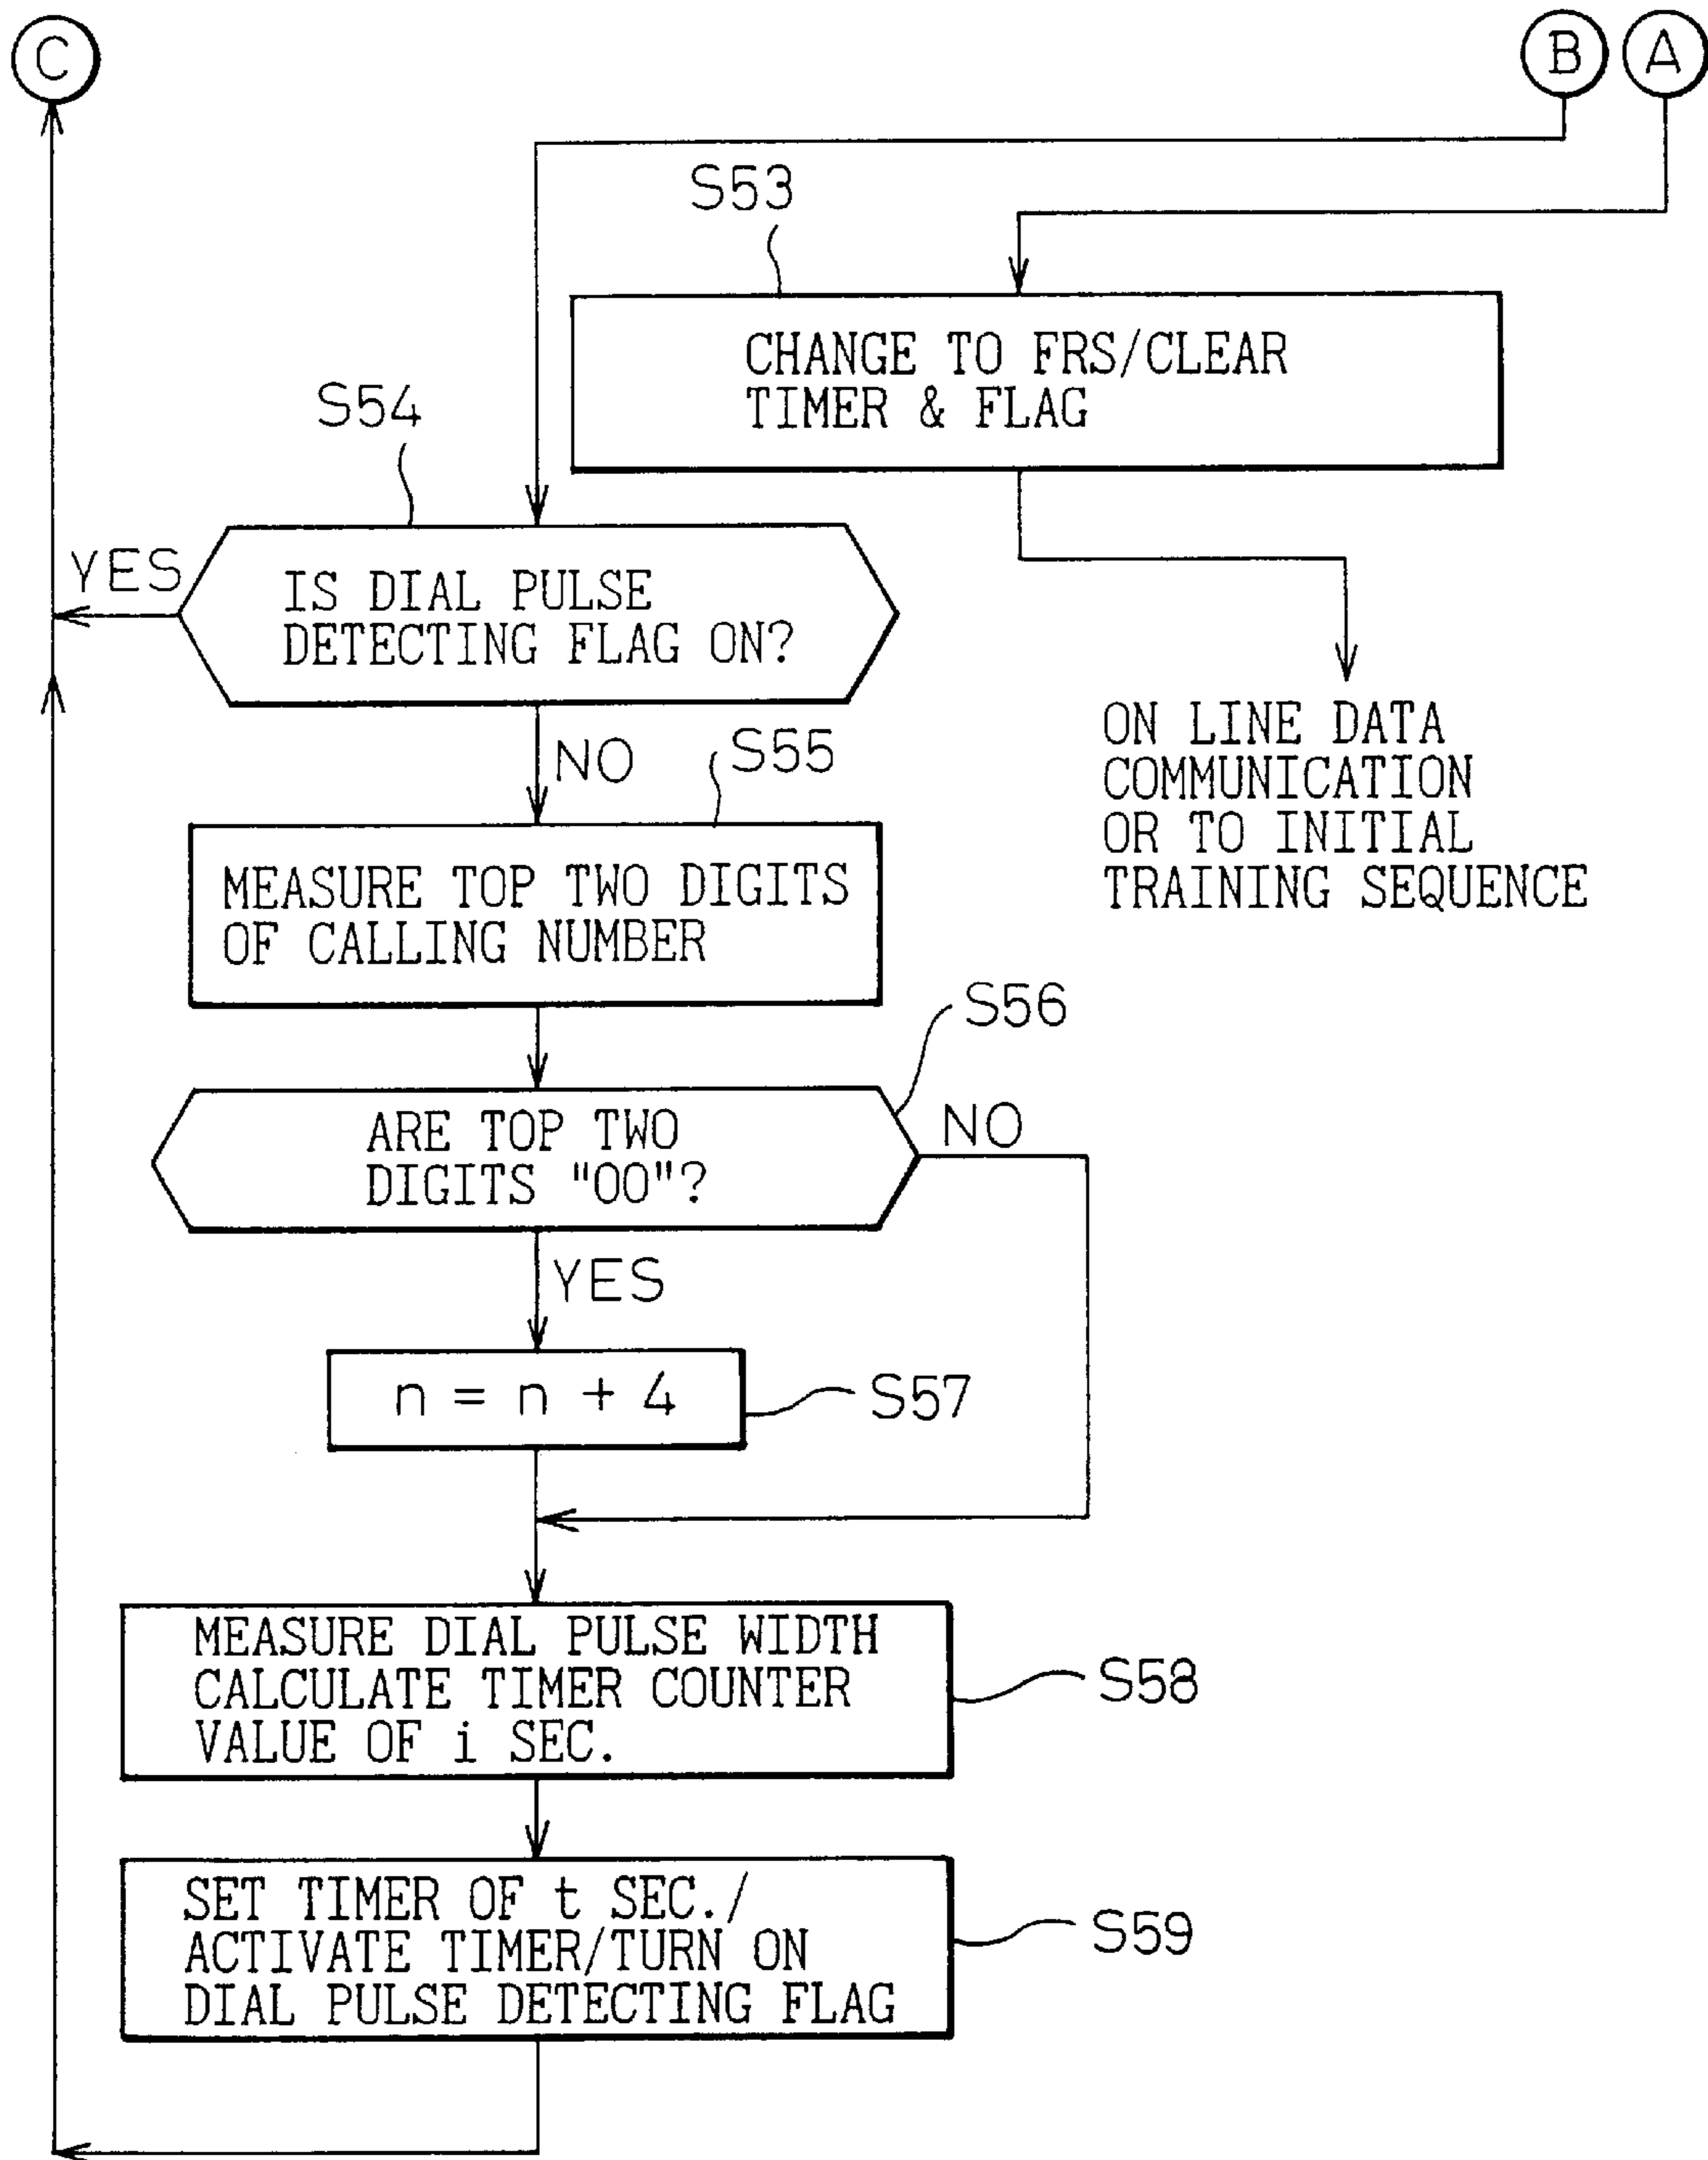 C
B
A
S53
CHANGE TO FRS/CLEAR
TIMER & FLAG
S54
YES
IS DIAL PULSE
DETECTING FLAG ON?
NO
S55
ON LINE DATA
COMMUNICATION
OR TO INITIAL
TRAINING SEQUENCE
MEASURE TOP TWO DIGITS
OF CALLING NUMBER
S56
ARE TOP TWO
DIGITS "00"?
NO
YES
n = n + 4
S57
MEASURE DIAL PULSE WIDTH
CALCULATE TIMER COUNTER
VALUE OF i SEC.
S58
SET TIMER OF t SEC./
ACTIVATE TIMER/TURN ON
DIAL PULSE DETECTING FLAG
S59